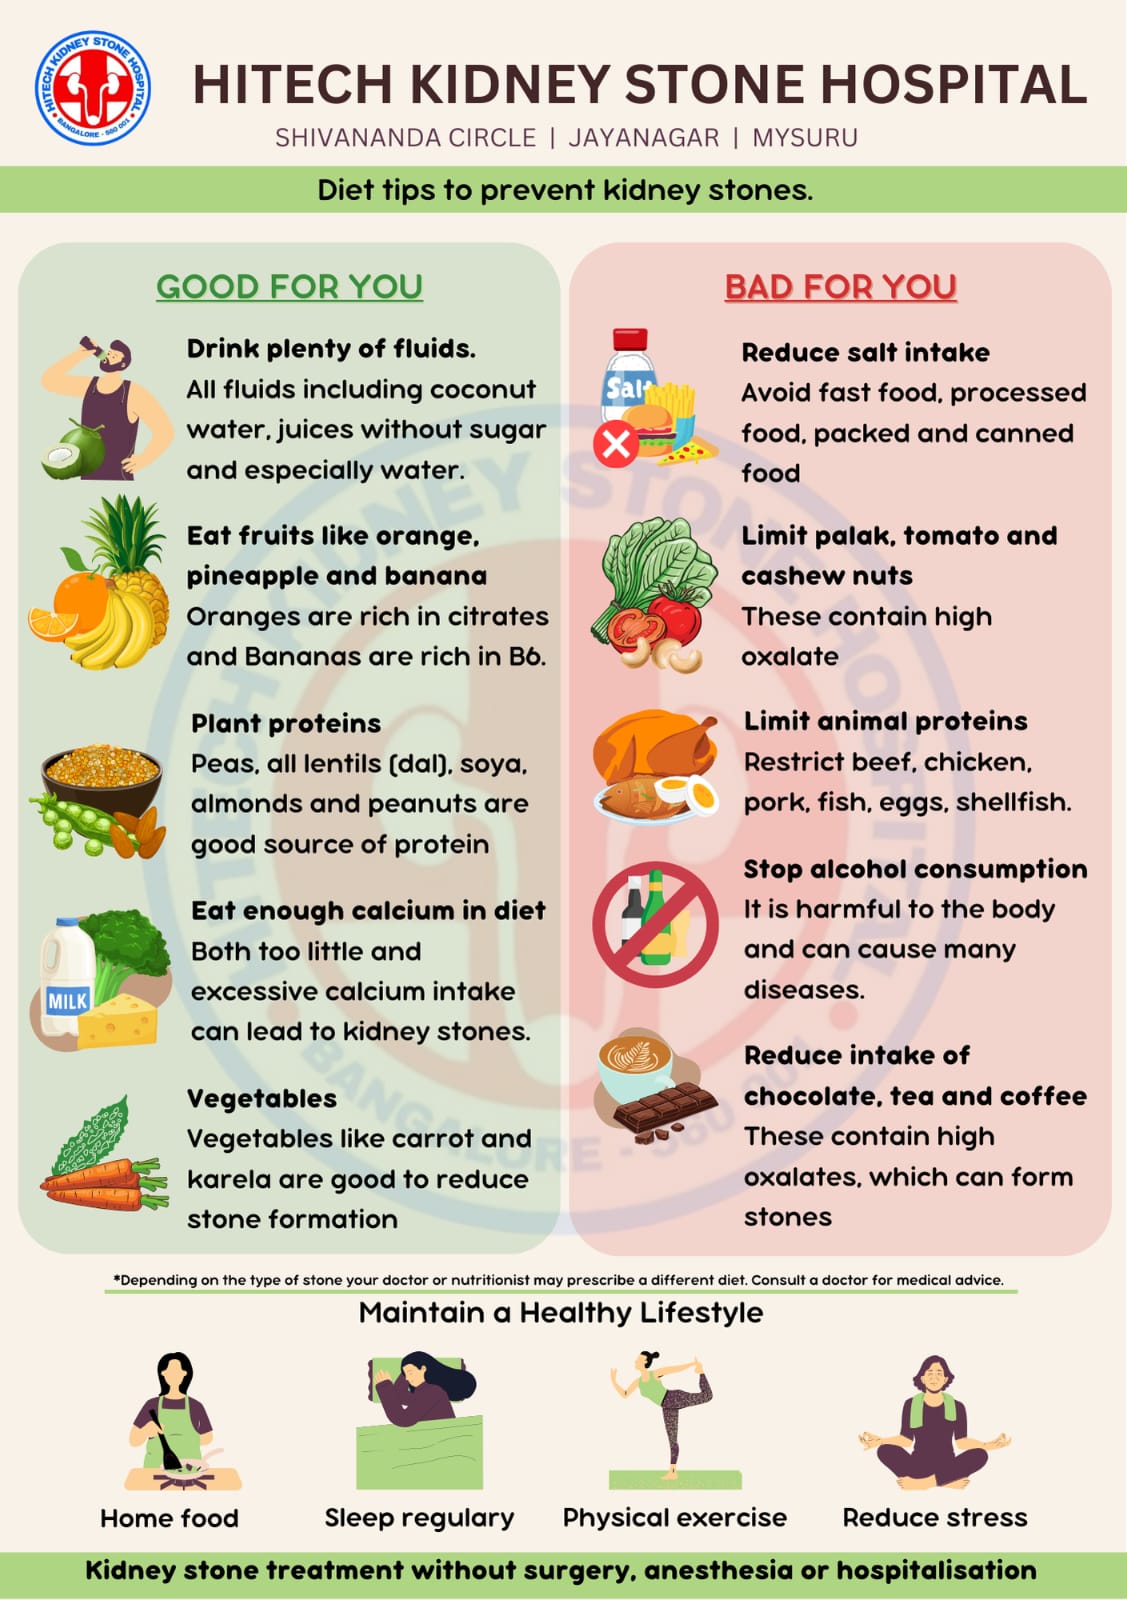 HITECH KIDNEY STONE HOSPITAL
BANGALORE - 560 001
HITECH KIDNEY STONE HOSPITAL
SHIVANANDA CIRCLE | JAYANAGAR | MYSURU
Diet tips to prevent kidney stones.
GOOD FOR YOU
Drink plenty of fluids.
All fluids including coconut
water, juices without sugar
and especially water.
Eat fruits like orange,
pineapple and banana
Oranges are rich in citrates
and Bananas are rich in B6.
Plant proteins
Peas, all lentils (dal), soya,
almonds and peanuts are
good source of protein
MILK
Eat enough calcium in diet
Both too little and
excessive calcium intake
can lead to kidney stones.
Vegetables
Vegetables like carrot and
karela are good to reduce
stone formation
BAD FOR YOU
Salt
Reduce salt intake
Avoid fast food, processed
food, packed and canned
food
Limit palak, tomato and
cashew nuts
These contain high
oxalate
Limit animal proteins
Restrict beef, chicken,
pork, fish, eggs, shellfish.
Stop alcohol consumption
It is harmful to the body
and can cause many
diseases.
Reduce intake of
chocolate, tea and coffee
These contain high
oxalates, which can form
stones
HITECH KIDNEY STONE HOSPITAL
BANGALORE - 560 001
*Depending on the type of stone your doctor or nutritionist may prescribe a different diet. Consult a doctor for medical advice.
Maintain a Healthy Lifestyle
Home food
Sleep regulary
Physical exercise
Reduce stress
Kidney stone treatment without surgery, anesthesia or hospitalisation